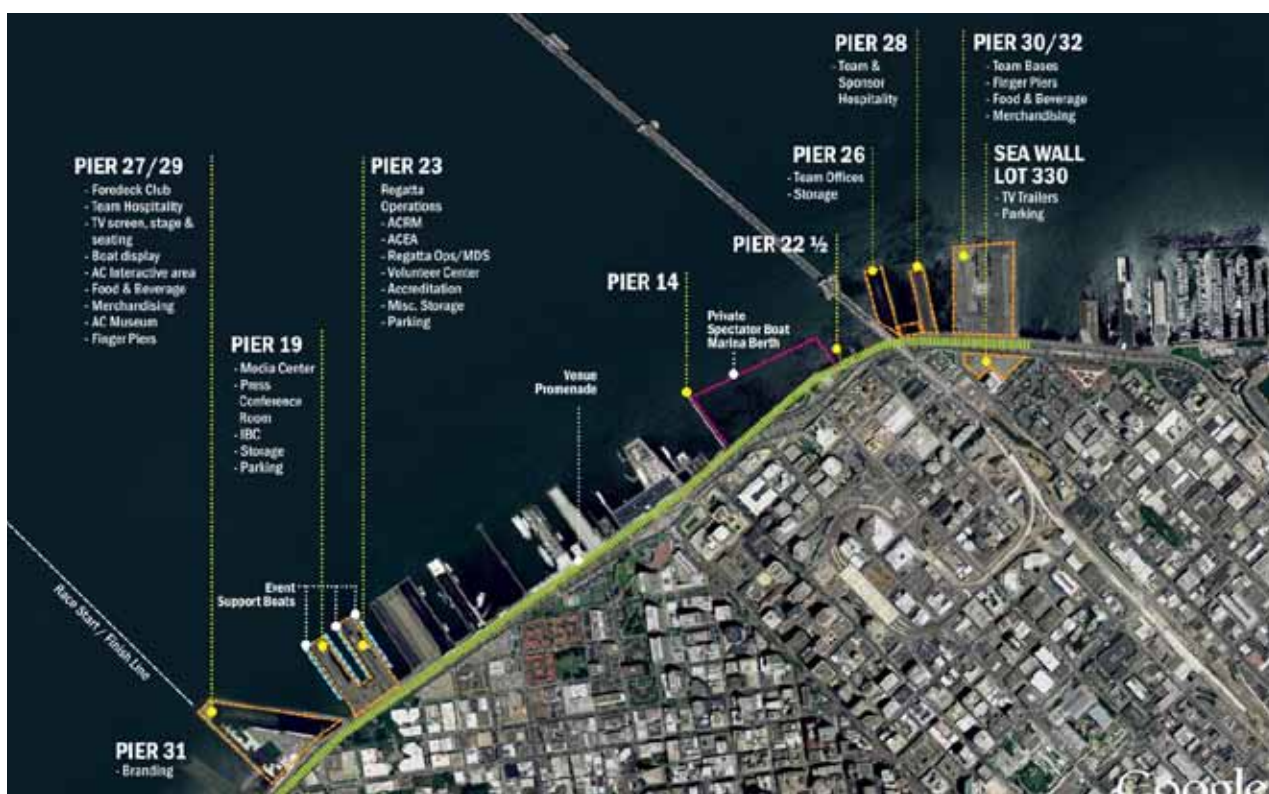 PIER 28
- Team &
Sponsor
Hospitality
PIER 30/32
- Team Bases
- Finger Piers
- Food & Beverage
- Merchandising
PIER 27/29
- Foredeck Club
- Team Hospitality
- TV screen, stage &
seating
- Boat display
- AC Interactive area
- Food & Beverage
- Merchandising
- AC Museum
- Finger Piers
PIER 23
Regatta
Operations
- ACRM
- ACEA
- Regatta Ops/MDS
- Volunteer Center
- Accreditation
- Misc. Storage
- Parking
PIER 26
- Team Offices
- Storage
SEA WALL
LOT 330
- TV Trailers
- Parking
PIER 22 ½
PIER 14
Private
Spectator Boat
Marina Berth
PIER 19
- Media Center
- Press
Conference
Room
- IBC
- Storage
- Parking
Venue
Promenade
Event
Support Boats
Race Start / Finish Line
PIER 31
- Branding
Google